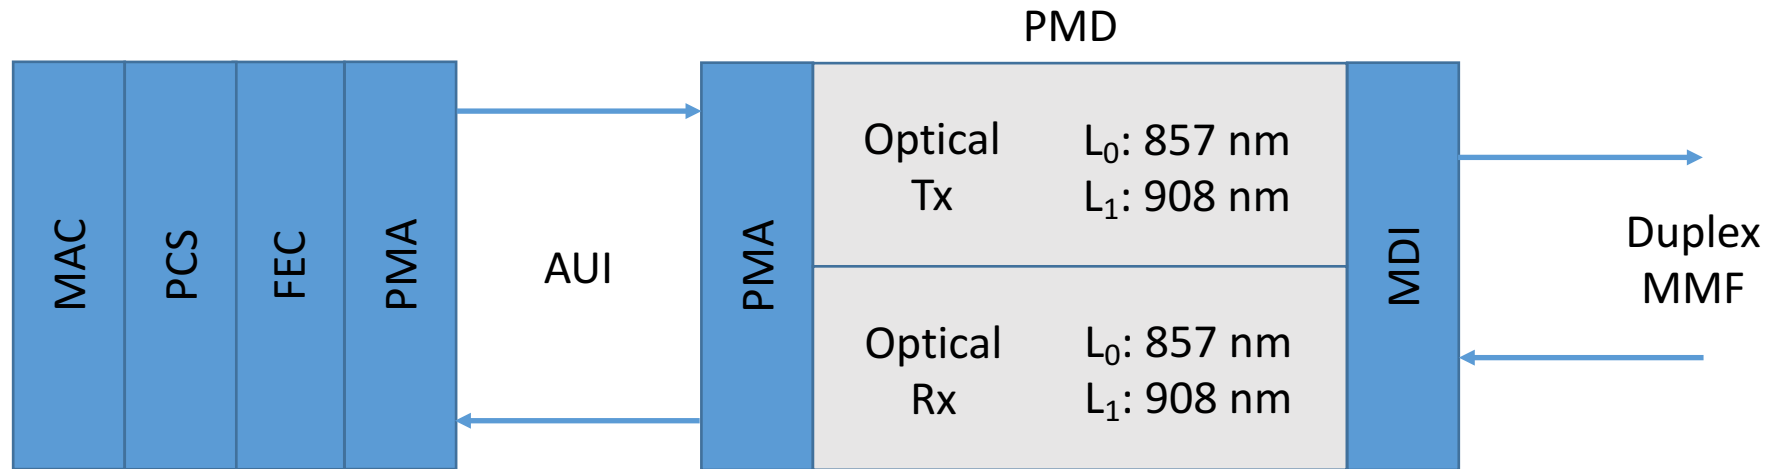 PMD
MAC
PCS
FEC
PMA
AUI
PMA
Optical
Tx
L₀: 857 nm
L₁: 908 nm
Optical
Rx
L₀: 857 nm
L₁: 908 nm
MDI
Duplex
MMF